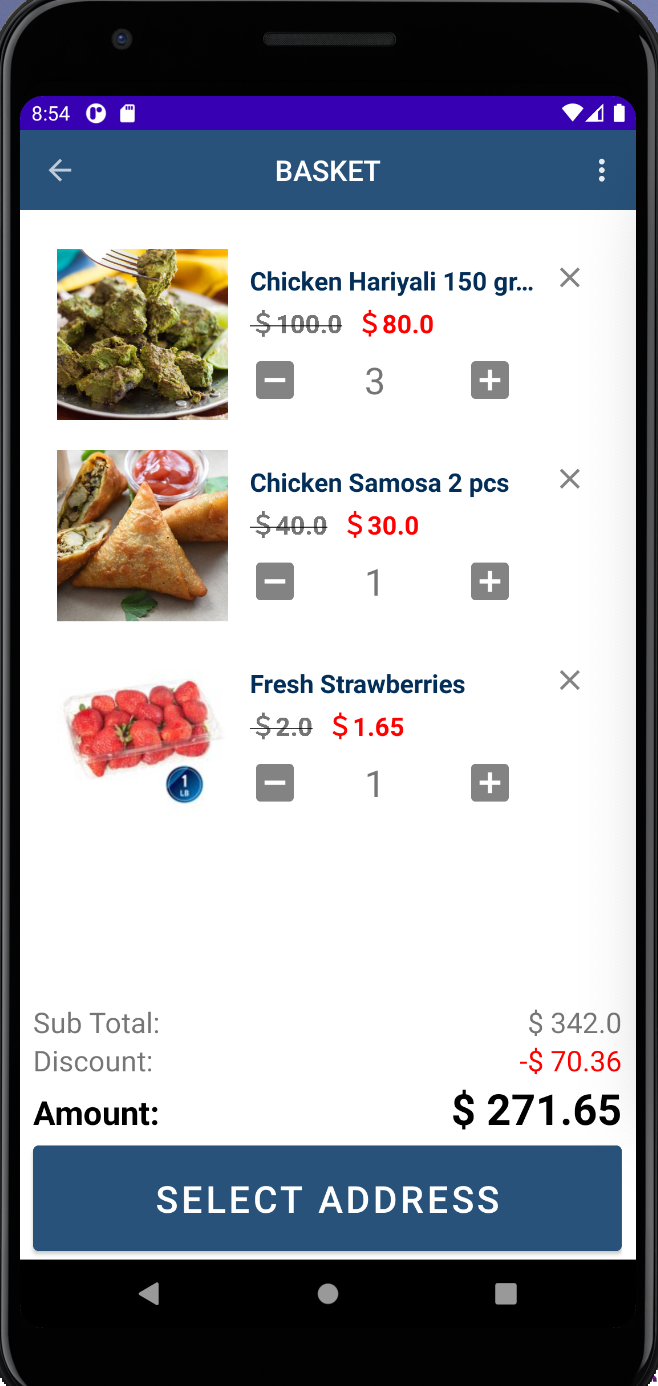 8:54
BASKET
Chicken Hariyali 150 gr...
$ 100.0 $ 80.0
3
Chicken Samosa 2 pcs
$ 40.0 $ 30.0
1
Fresh Strawberries
$ 2.0 $ 1.65
1
1
LB
Sub Total: $ 342.0
Discount: -$ 70.36
Amount: $ 271.65
SELECT ADDRESS